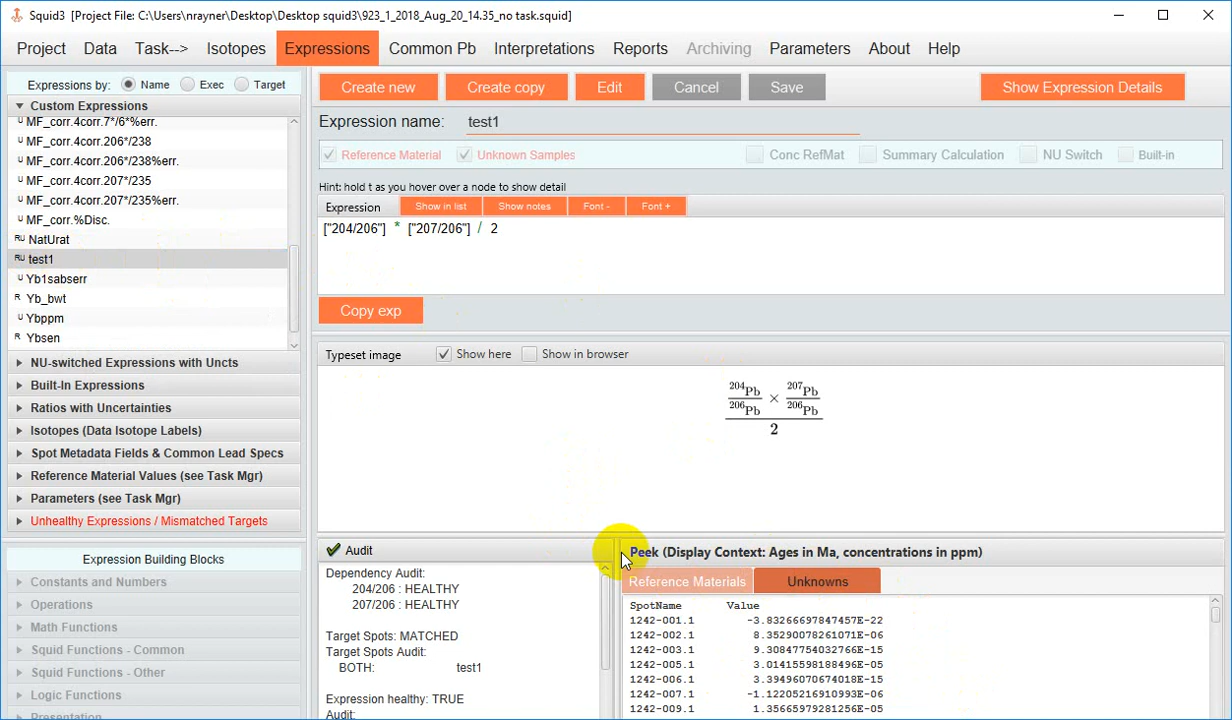 Squid3 [Project File: C:\Users\nrayner\Desktop\Desktop squid3\923_1_2018_Aug_20_14.35_no task.squid]
Project Data Task--> Isotopes Expressions Common Pb Interpretations Reports Archiving Parameters About Help
Expressions by: Name Exec Target
Custom Expressions
U MF_corr.4corr.7*/6*%err.
U MF_corr.4corr.206*/238
U MF_corr.4corr.206*/238%err.
U MF_corr.4corr.207*/235
U MF_corr.4corr.207*/235%err.
U MF_corr.%Disc.
RU NatUrat
RU test1
U Yb1sabserr
R Yb_bwt
U Ybppm
R Ybsen
NU-switched Expressions with Uncts
Built-In Expressions
Ratios with Uncertainties
Isotopes (Data Isotope Labels)
Spot Metadata Fields & Common Lead Specs
Reference Material Values (see Task Mgr)
Parameters (see Task Mgr)
Unhealthy Expressions / Mismatched Targets
Expression Building Blocks
Constants and Numbers
Operations
Math Functions
Squid Functions - Common
Squid Functions - Other
Logic Functions
Presentation
Create new Create copy Edit Cancel Save Show Expression Details
Expression name: test1
Reference Material Unknown Samples Conc RefMat Summary Calculation NU Switch Built-in
Hint: hold t as you hover over a node to show detail
Expression Show in list Show notes Font - Font +
["204/206"] * ["207/206"] / 2
Copy exp
Typeset image Show here Show in browser
204Pb 207Pb
×
206Pb 206Pb
2
Audit
Dependency Audit:
204/206 : HEALTHY
207/206 : HEALTHY
Target Spots: MATCHED
Target Spots Audit:
BOTH: test1
Expression healthy: TRUE
Audit:
Peek (Display Context: Ages in Ma, concentrations in ppm)
Reference Materials Unknowns
SpotName Value
1242-001.1 -3.83266697847457E-22
1242-002.1 8.35290078261071E-06
1242-003.1 9.30847754032766E-15
1242-005.1 3.01415598188496E-05
1242-006.1 3.39496070674018E-15
1242-007.1 -1.12205216910993E-06
1242-009.1 1.35665979281256E-05